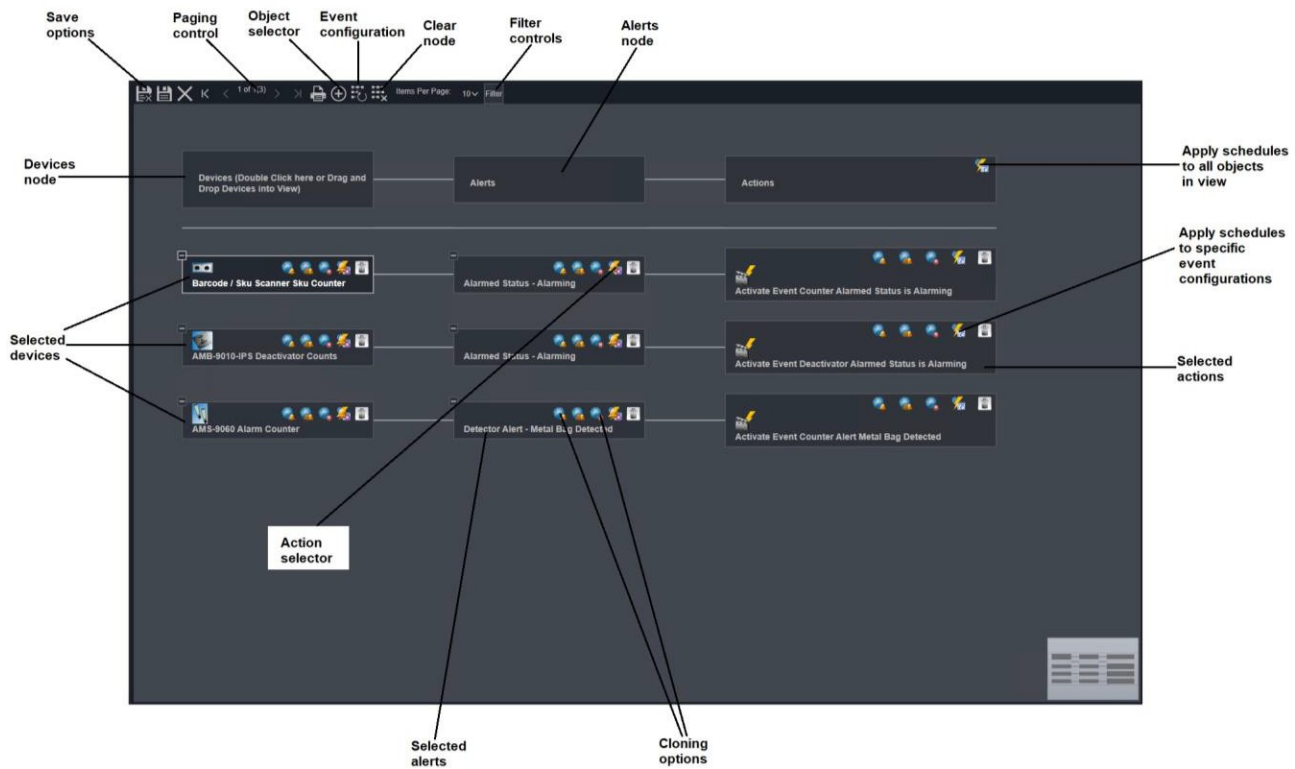 Save
options
Paging
control
Object
selector
Event
configuration
Clear
node
Filter
controls
Alerts
node
1 of 1(3)
Items Per Page:
10
Filter
Devices
node
Devices (Double Click here or Drag and
Drop Devices into View)
Alerts
Actions
Apply schedules
to all objects
in view
Apply schedules
to specific
event
configurations
Barcode / Sku Scanner Sku Counter
Alarmed Status - Alarming
Activate Event Counter Alarmed Status is Alarming
Selected
devices
AMB-9010-IPS Deactivator Counts
Alarmed Status - Alarming
Activate Event Deactivator Alarmed Status is Alarming
Selected
actions
AMS-9060 Alarm Counter
Detector Alert - Metal Bag Detected
Activate Event Counter Alert Metal Bag Detected
Action
selector
Selected
alerts
Cloning
options